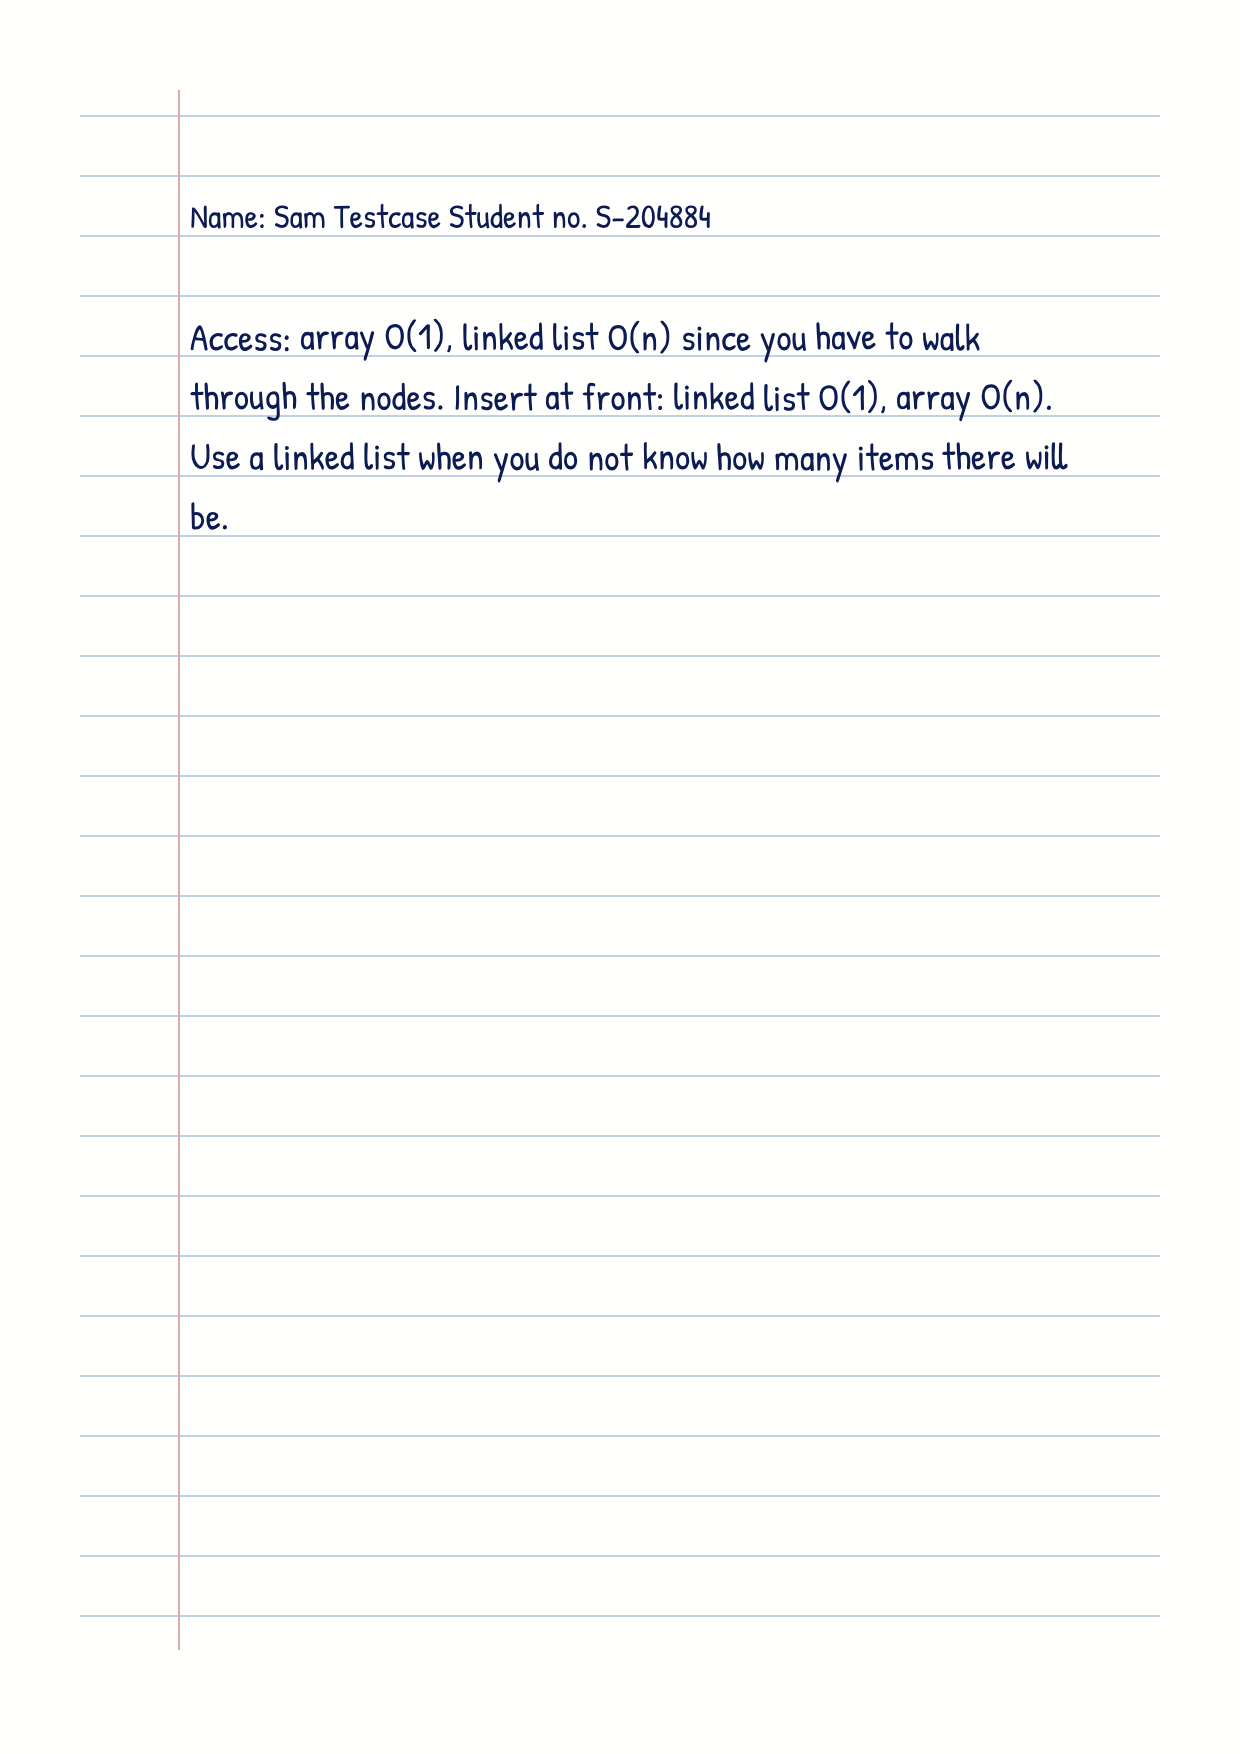 Name: Sam Testcase Student no. S-204884
Access: array O(1), linked list O(n) since you have to walk
through the nodes. Insert at front: linked list O(1), array O(n).
Use a linked list when you do not know how many items there will
be.